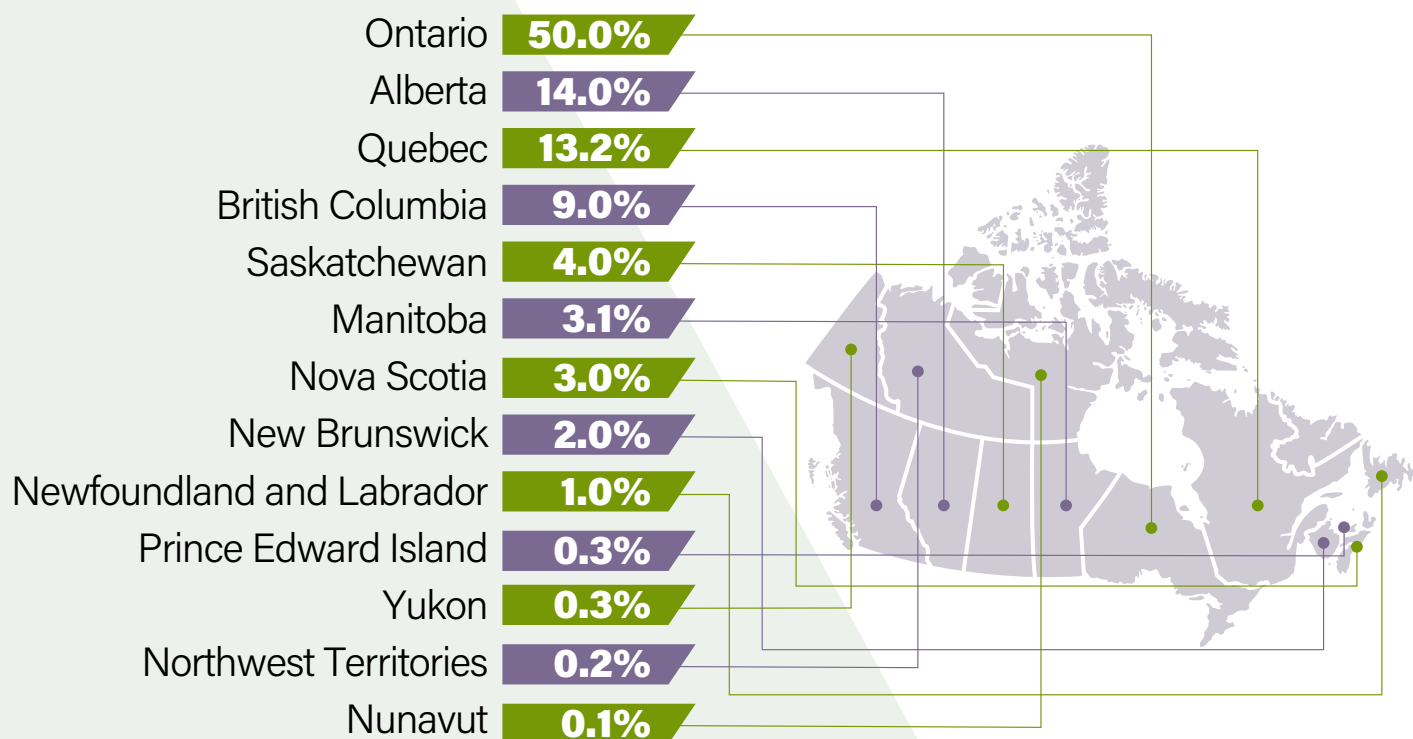 Ontario 50.0%
Alberta 14.0%
Quebec 13.2%
British Columbia 9.0%
Saskatchewan 4.0%
Manitoba 3.1%
Nova Scotia 3.0%
New Brunswick 2.0%
Newfoundland and Labrador 1.0%
Prince Edward Island 0.3%
Yukon 0.3%
Northwest Territories 0.2%
Nunavut 0.1%